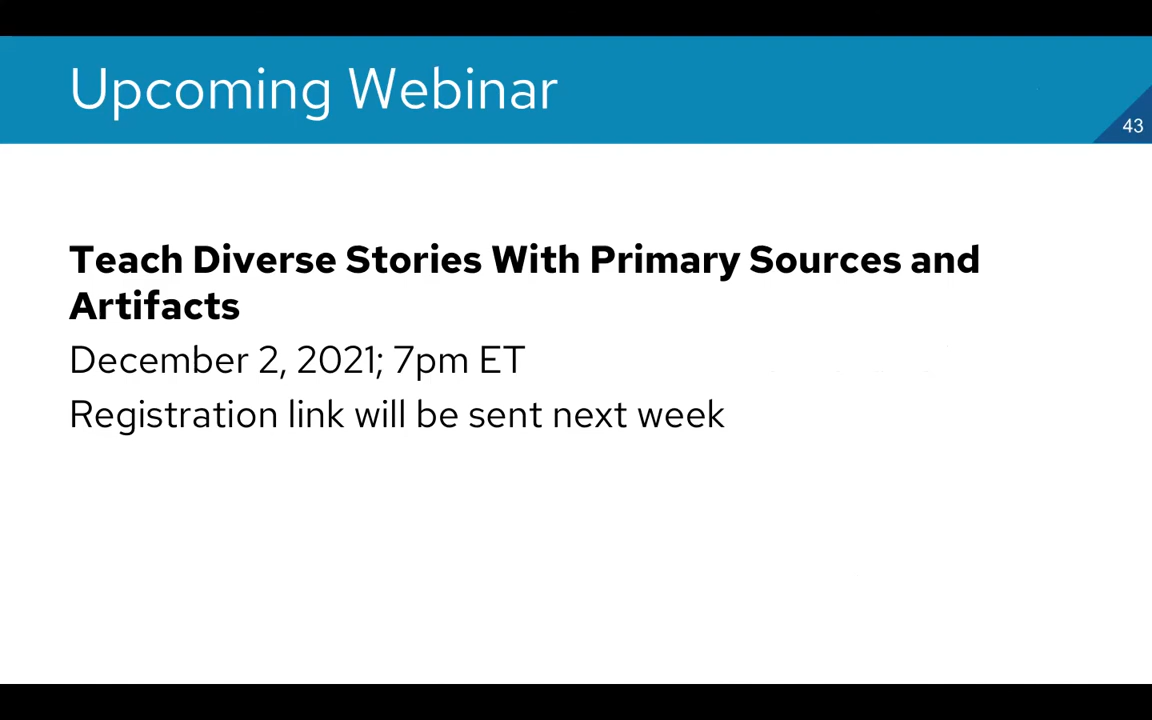 Upcoming Webinar
43
Teach Diverse Stories With Primary Sources and
Artifacts
December 2, 2021; 7pm ET
Registration link will be sent next week